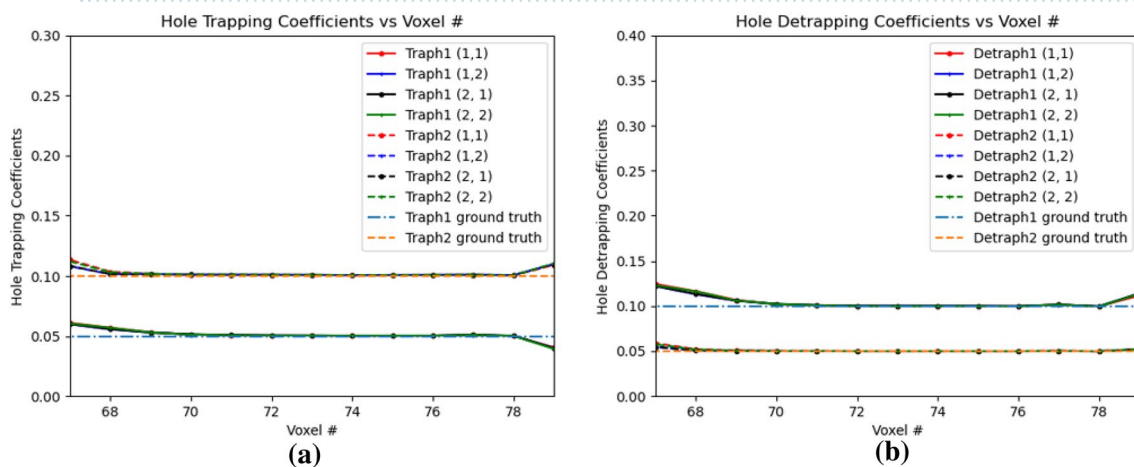 Hole Trapping Coefficients vs Voxel #
0.30
0.25
0.20
0.15
0.10
0.05
0.00
Hole Trapping Coefficients
Traph1 (1,1)
Traph1 (1,2)
Traph1 (2, 1)
Traph1 (2, 2)
Traph2 (1,1)
Traph2 (1,2)
Traph2 (2, 1)
Traph2 (2, 2)
Traph1 ground truth
Traph2 ground truth
68 70 72 74 76 78
Voxel #
(a)
Hole Detrapping Coefficients vs Voxel #
0.40
0.35
0.30
0.25
0.20
0.15
0.10
0.05
0.00
Hole Detrapping Coefficients
Detraph1 (1,1)
Detraph1 (1,2)
Detraph1 (2, 1)
Detraph1 (2, 2)
Detraph2 (1,1)
Detraph2 (1,2)
Detraph2 (2, 1)
Detraph2 (2, 2)
Detraph1 ground truth
Detraph2 ground truth
68 70 72 74 76 78
Voxel #
(b)